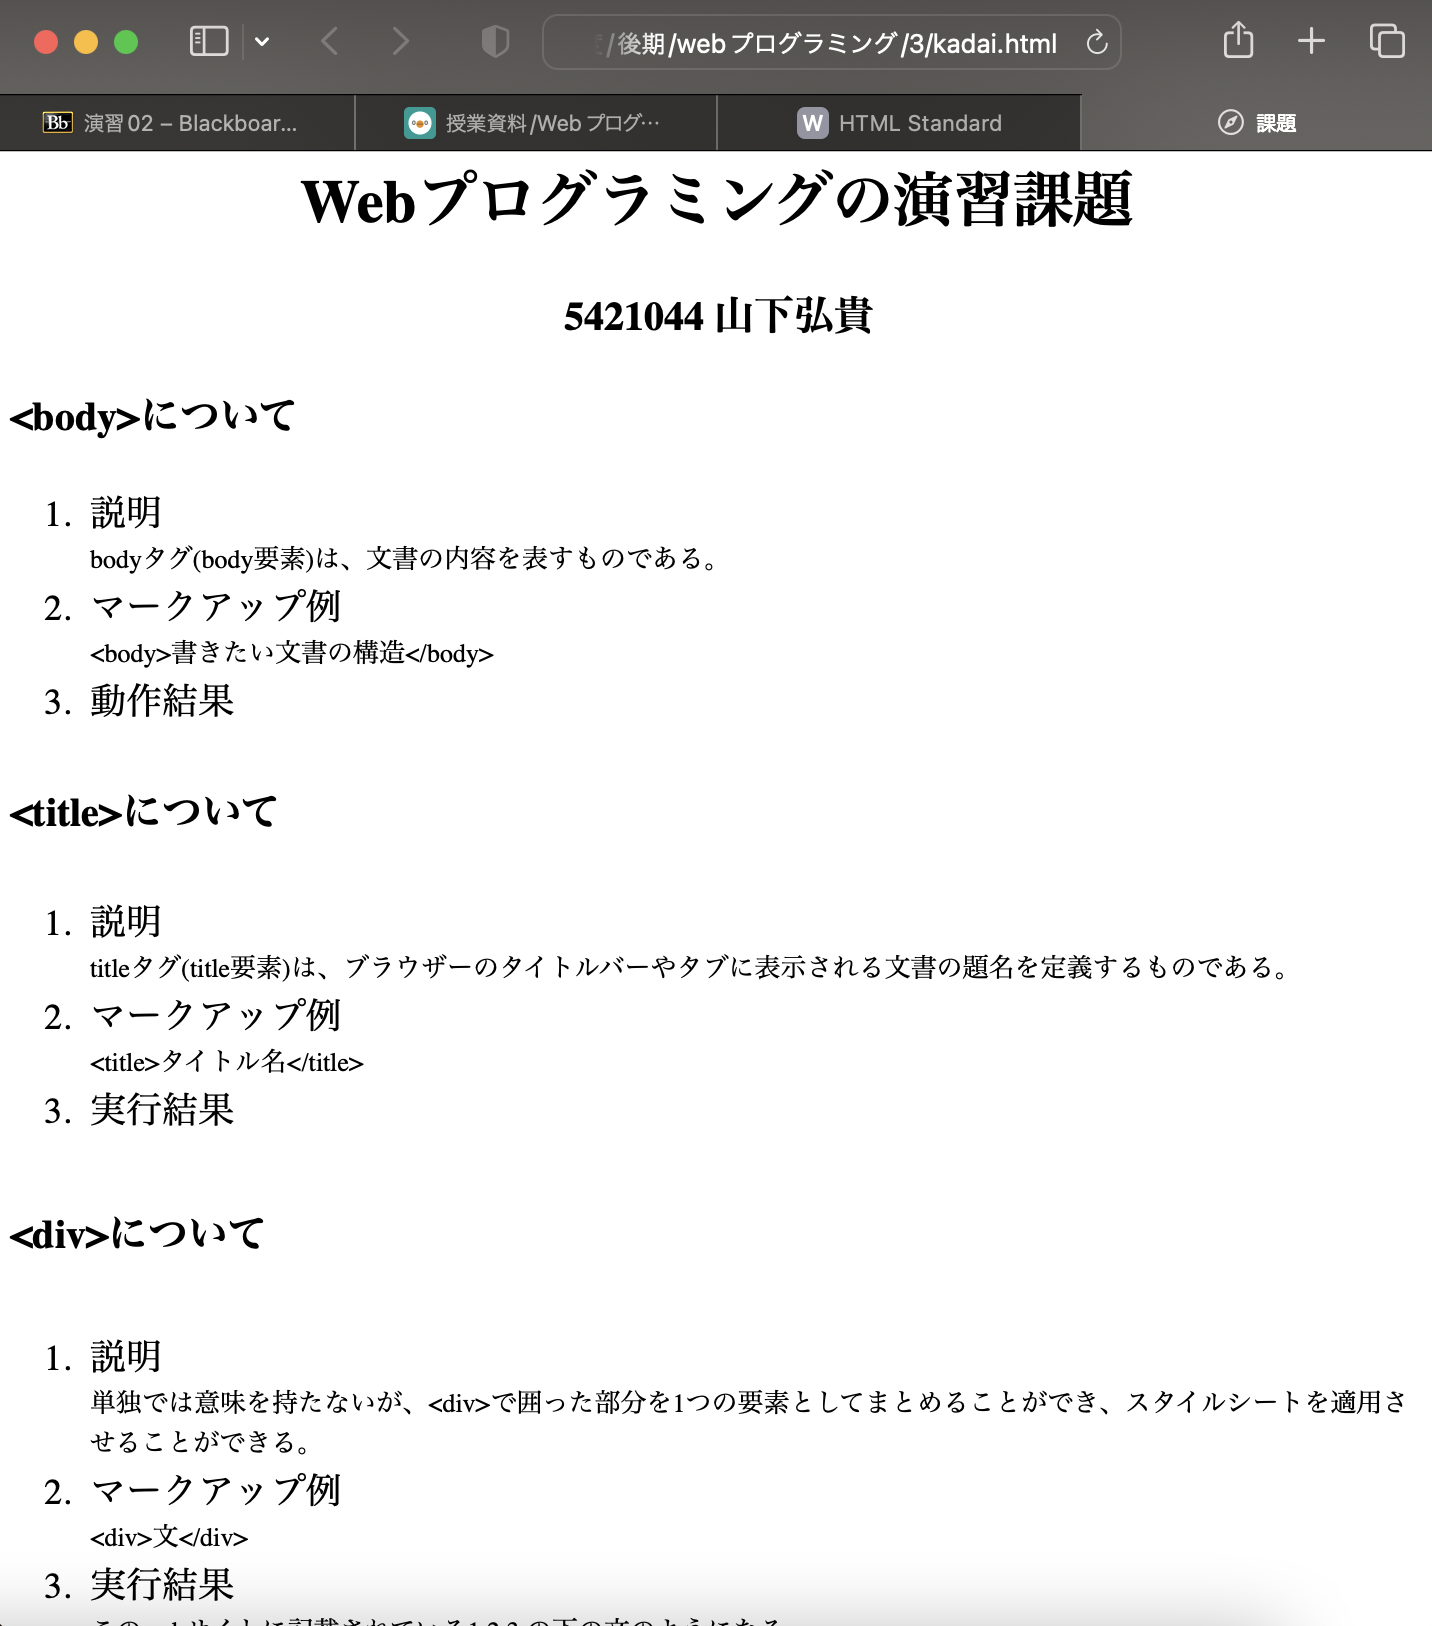 /後期/webプログラミング/3/kadai.html
演習02 – Blackboar...
授業資料/Webプログ…
W HTML Standard
課題
Webプログラミングの演習課題
5421044 山下弘貴
<body>について
1. 説明
bodyタグ(body要素)は、文書の内容を表すものである。
2. マークアップ例
<body>書きたい文書の構造</body>
3. 動作結果
<title>について
1. 説明
titleタグ(title要素)は、ブラウザーのタイトルバーやタブに表示される文書の題名を定義するものである。
2. マークアップ例
<title>タイトル名</title>
3. 実行結果
<div>について
1. 説明
単独では意味を持たないが、<div>で囲った部分を1つの要素としてまとめることができ、スタイルシートを適用さ
せることができる。
2. マークアップ例
<div>文</div>
3. 実行結果